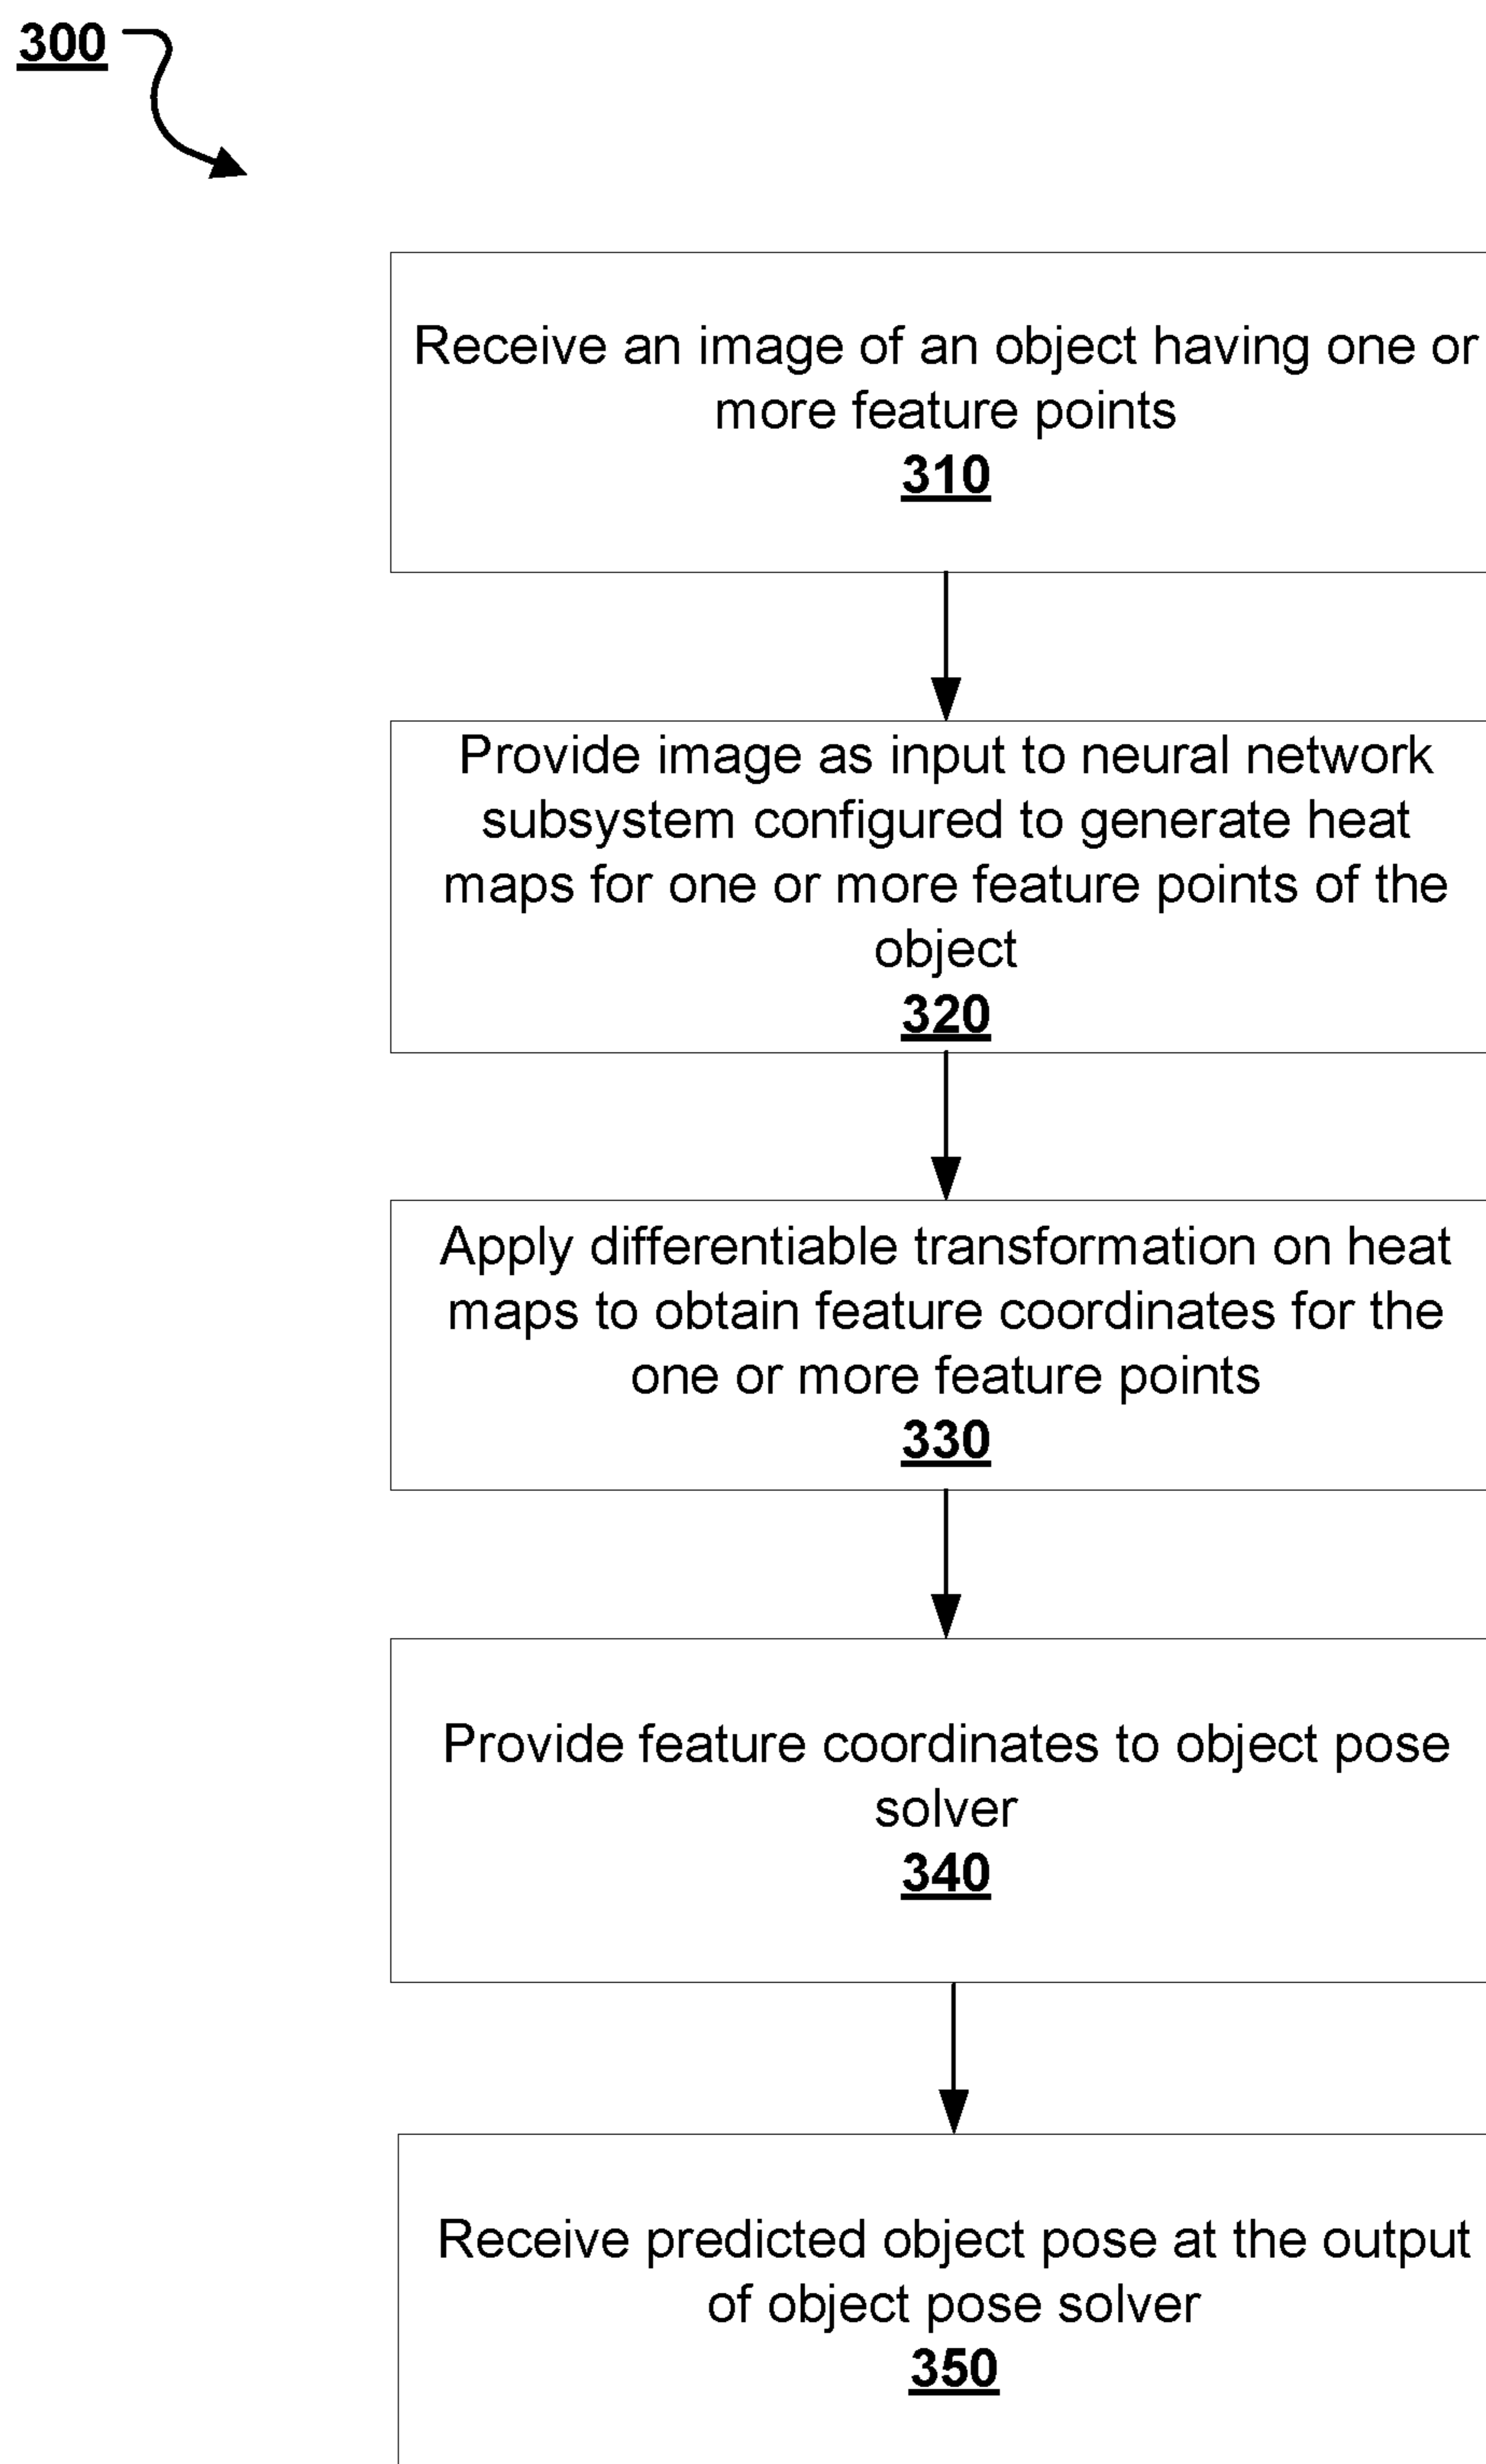 300
Receive an image of an object having one or
more feature points
310
Provide image as input to neural network
subsystem configured to generate heat
maps for one or more feature points of the
object
320
Apply differentiable transformation on heat
maps to obtain feature coordinates for the
one or more feature points
330
Provide feature coordinates to object pose
solver
340
Receive predicted object pose at the output
of object pose solver
350